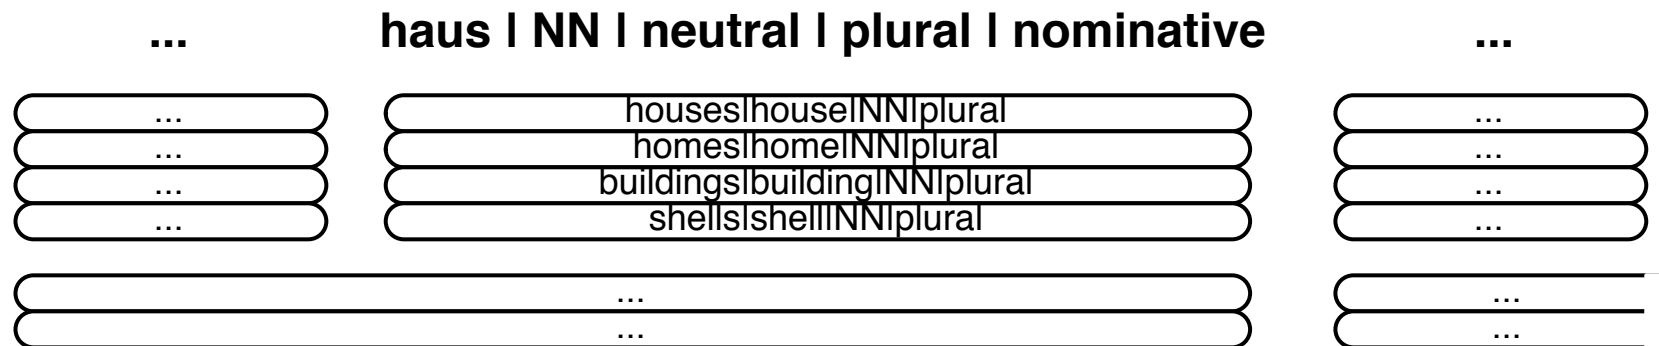 ... haus | NN | neutral | plural | nominative ...
... houses|house|NN|plural ...
... homes|home|NN|plural ...
... buildings|building|NN|plural ...
... shells|shell|NN|plural ...
... ...
... ...